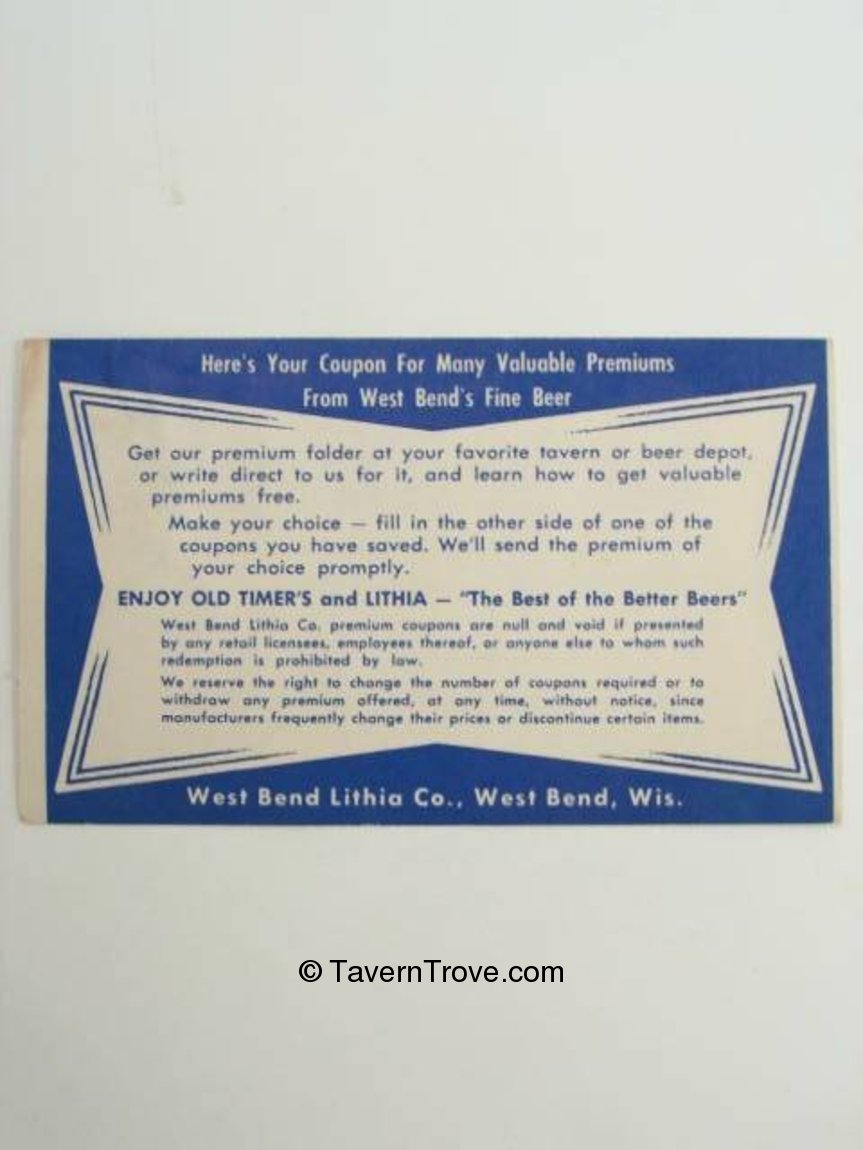 Here's Your Coupon For Many Valuable Premiums
From West Bend's Fine Beer
Get our premium folder at your favorite tavern or beer depot,
or write direct to us for it, and learn how to get valuable
premiums free.
Make your choice — fill in the other side of one of the
coupons you have saved. We'll send the premium of
your choice promptly.
ENJOY OLD TIMER'S and LITHIA — "The Best of the Better Beers"
West Bend Lithia Co. premium coupons are null and void if presented
by any retail licensees, employees thereof, or anyone else to whom such
redemption is prohibited by law.
We reserve the right to change the number of coupons required or to
withdraw any premium offered, at any time, without notice, since
manufacturers frequently change their prices or discontinue certain items.
West Bend Lithia Co., West Bend, Wis.
© TavernTrove.com